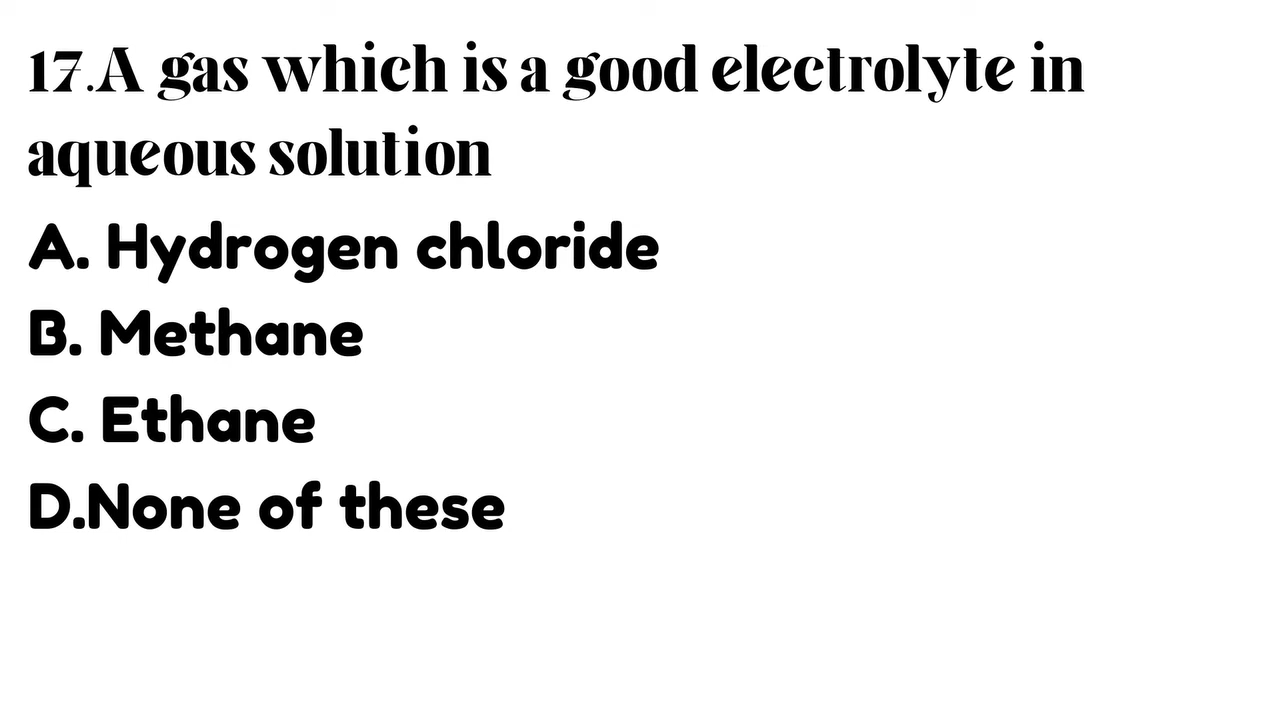 17.A gas which is a good electrolyte in
aqueous solution
A. Hydrogen chloride
B. Methane
C. Ethane
D.None of these